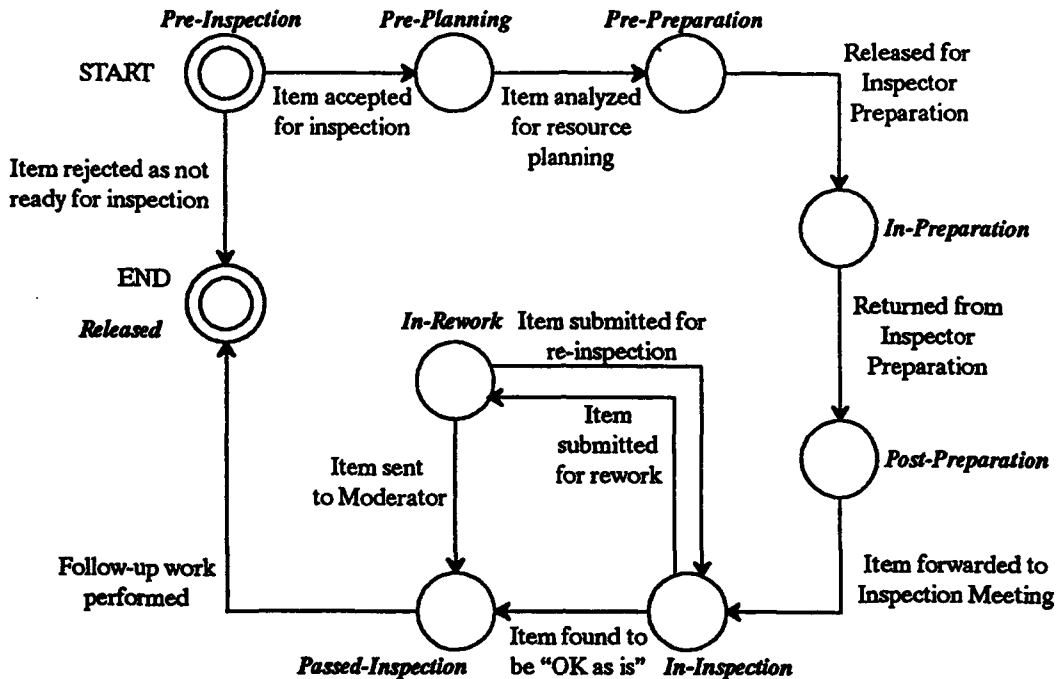 Pre-Inspection
Pre-Planning
Pre-Preparation
START
Item accepted
for inspection
Item analyzed
for resource
planning
Released for
Inspector
Preparation
Item rejected as not
ready for inspection
In-Preparation
END
Released
In-Rework
Item submitted for
re-inspection
Returned from
Inspector
Preparation
Item
submitted
for rework
Item sent
to Moderator
Post-Preparation
Follow-up work
performed
Item forwarded to
Inspection Meeting
Passed-Inspection
Item found to
be “OK as is”
In-Inspection